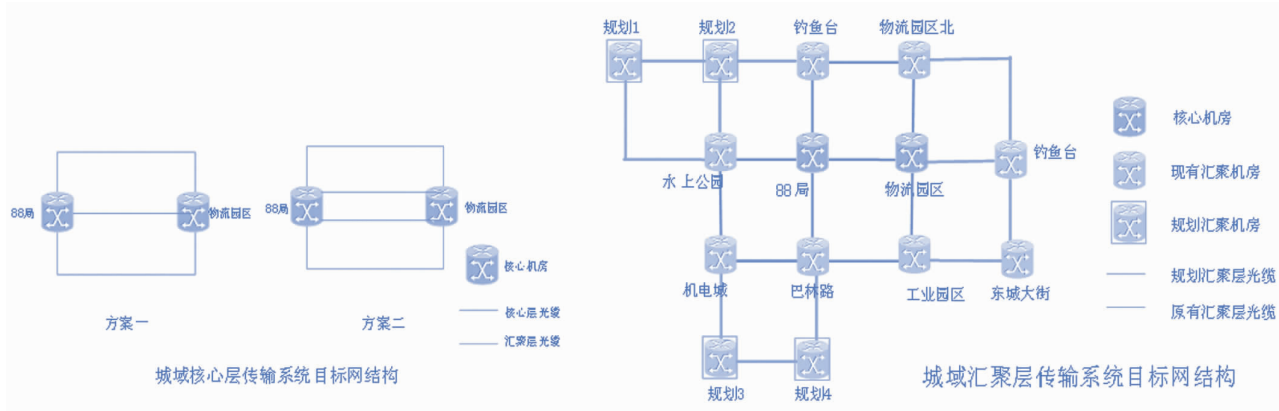 88局
物流园区
方案一
88局
物流园区
方案二
核心机房
核心层光缆
汇聚层光缆
城域核心层传输系统目标网结构
规划1
规划2
钓鱼台
物流园区北
水上公园
88局
物流园区
钓鱼台
机电城
巴林路
工业园区
东城大街
规划3
规划4
核心机房
现有汇聚机房
规划汇聚机房
规划汇聚层光缆
原有汇聚层光缆
城域汇聚层传输系统目标网结构